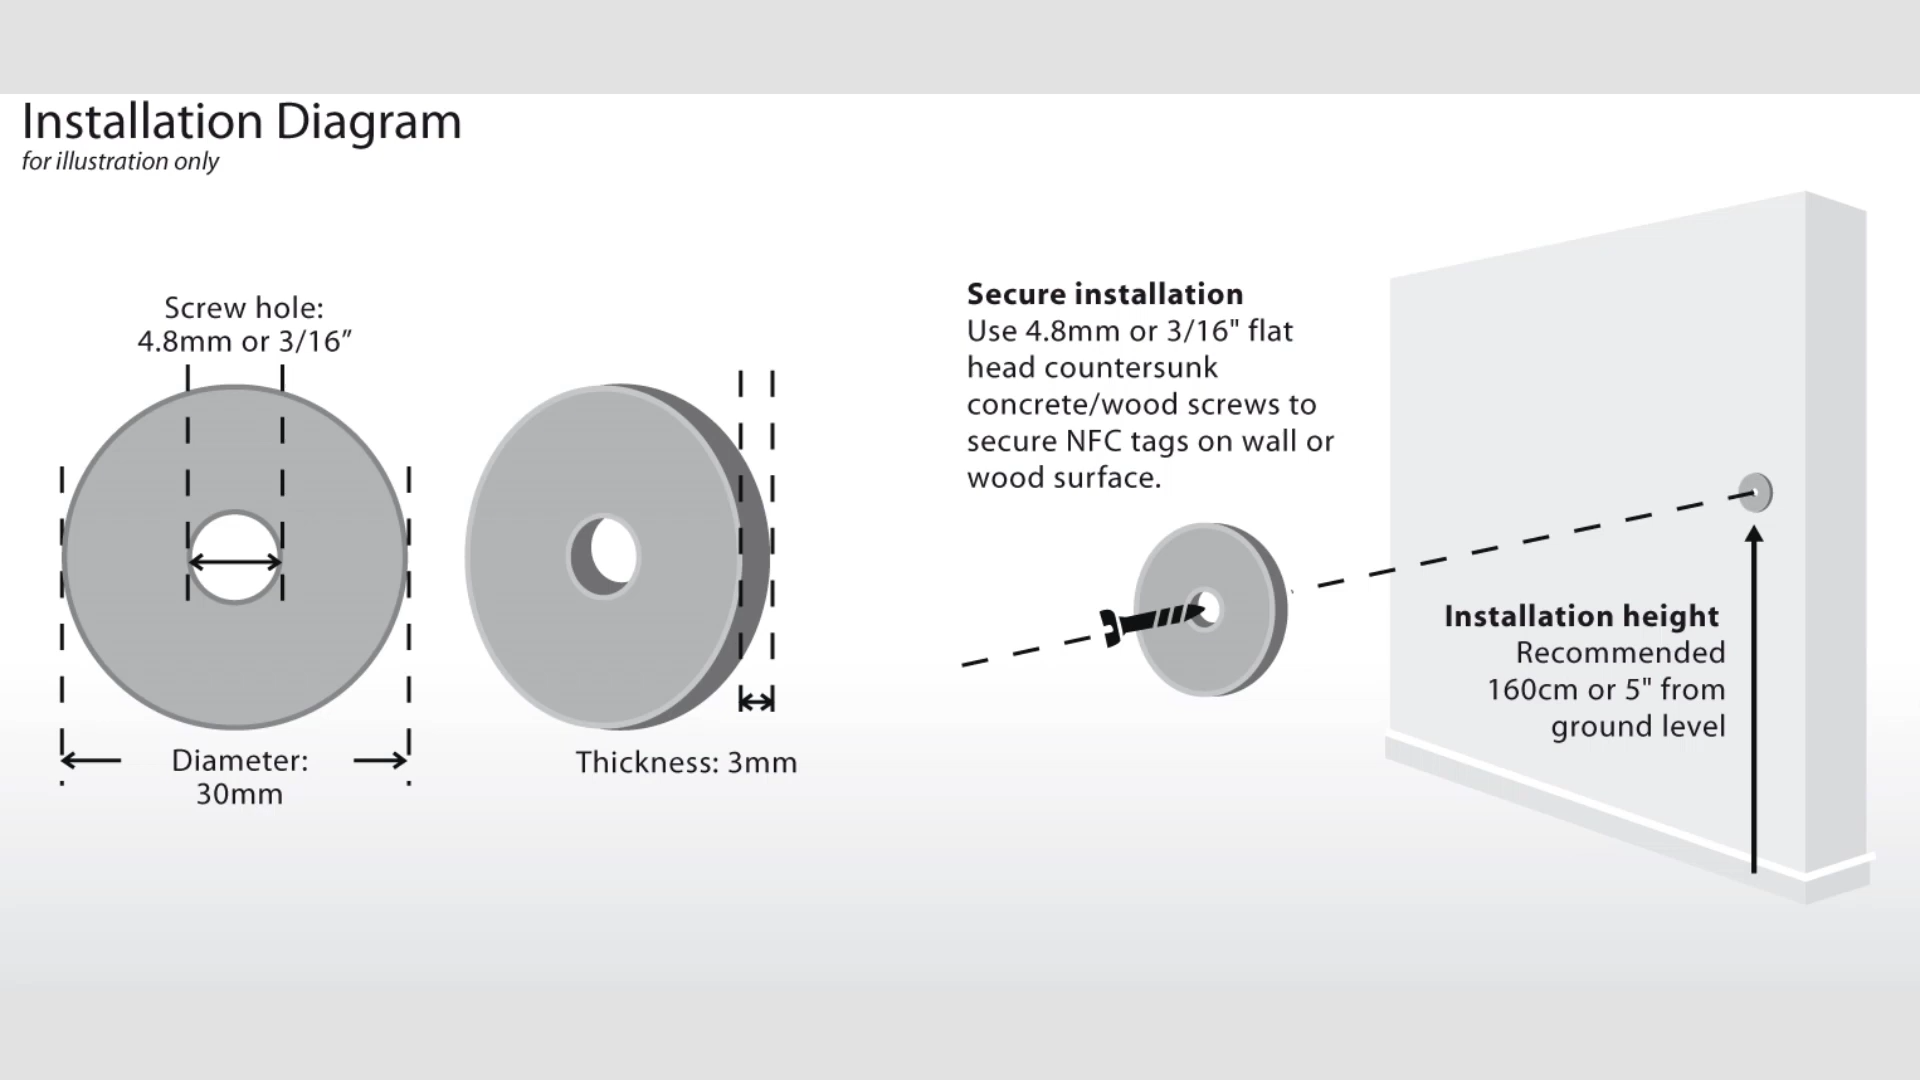 Installation Diagram
for illustration only
Screw hole:
4.8mm or 3/16”
Diameter:
30mm
Thickness: 3mm
Secure installation
Use 4.8mm or 3/16" flat
head countersunk
concrete/wood screws to
secure NFC tags on wall or
wood surface.
Installation height
Recommended
160cm or 5" from
ground level